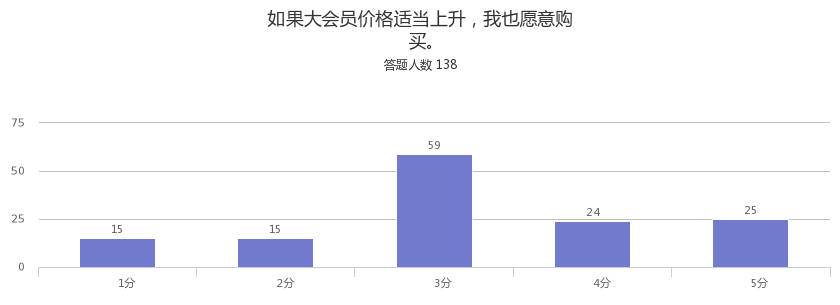 如果大会员价格适当上升，我也愿意购
买。
答题人数 138
75
50
25
0
15
15
59
24
25
1分
2分
3分
4分
5分